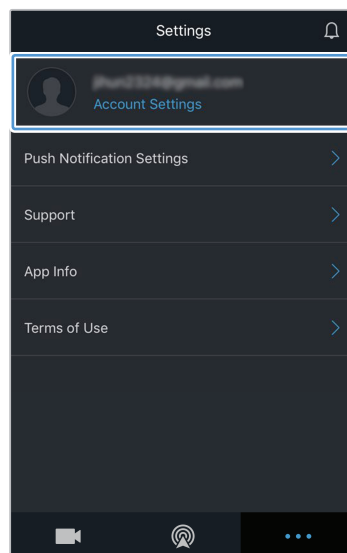 Settings
Account Settings
Push Notification Settings
Support
App Info
Terms of Use